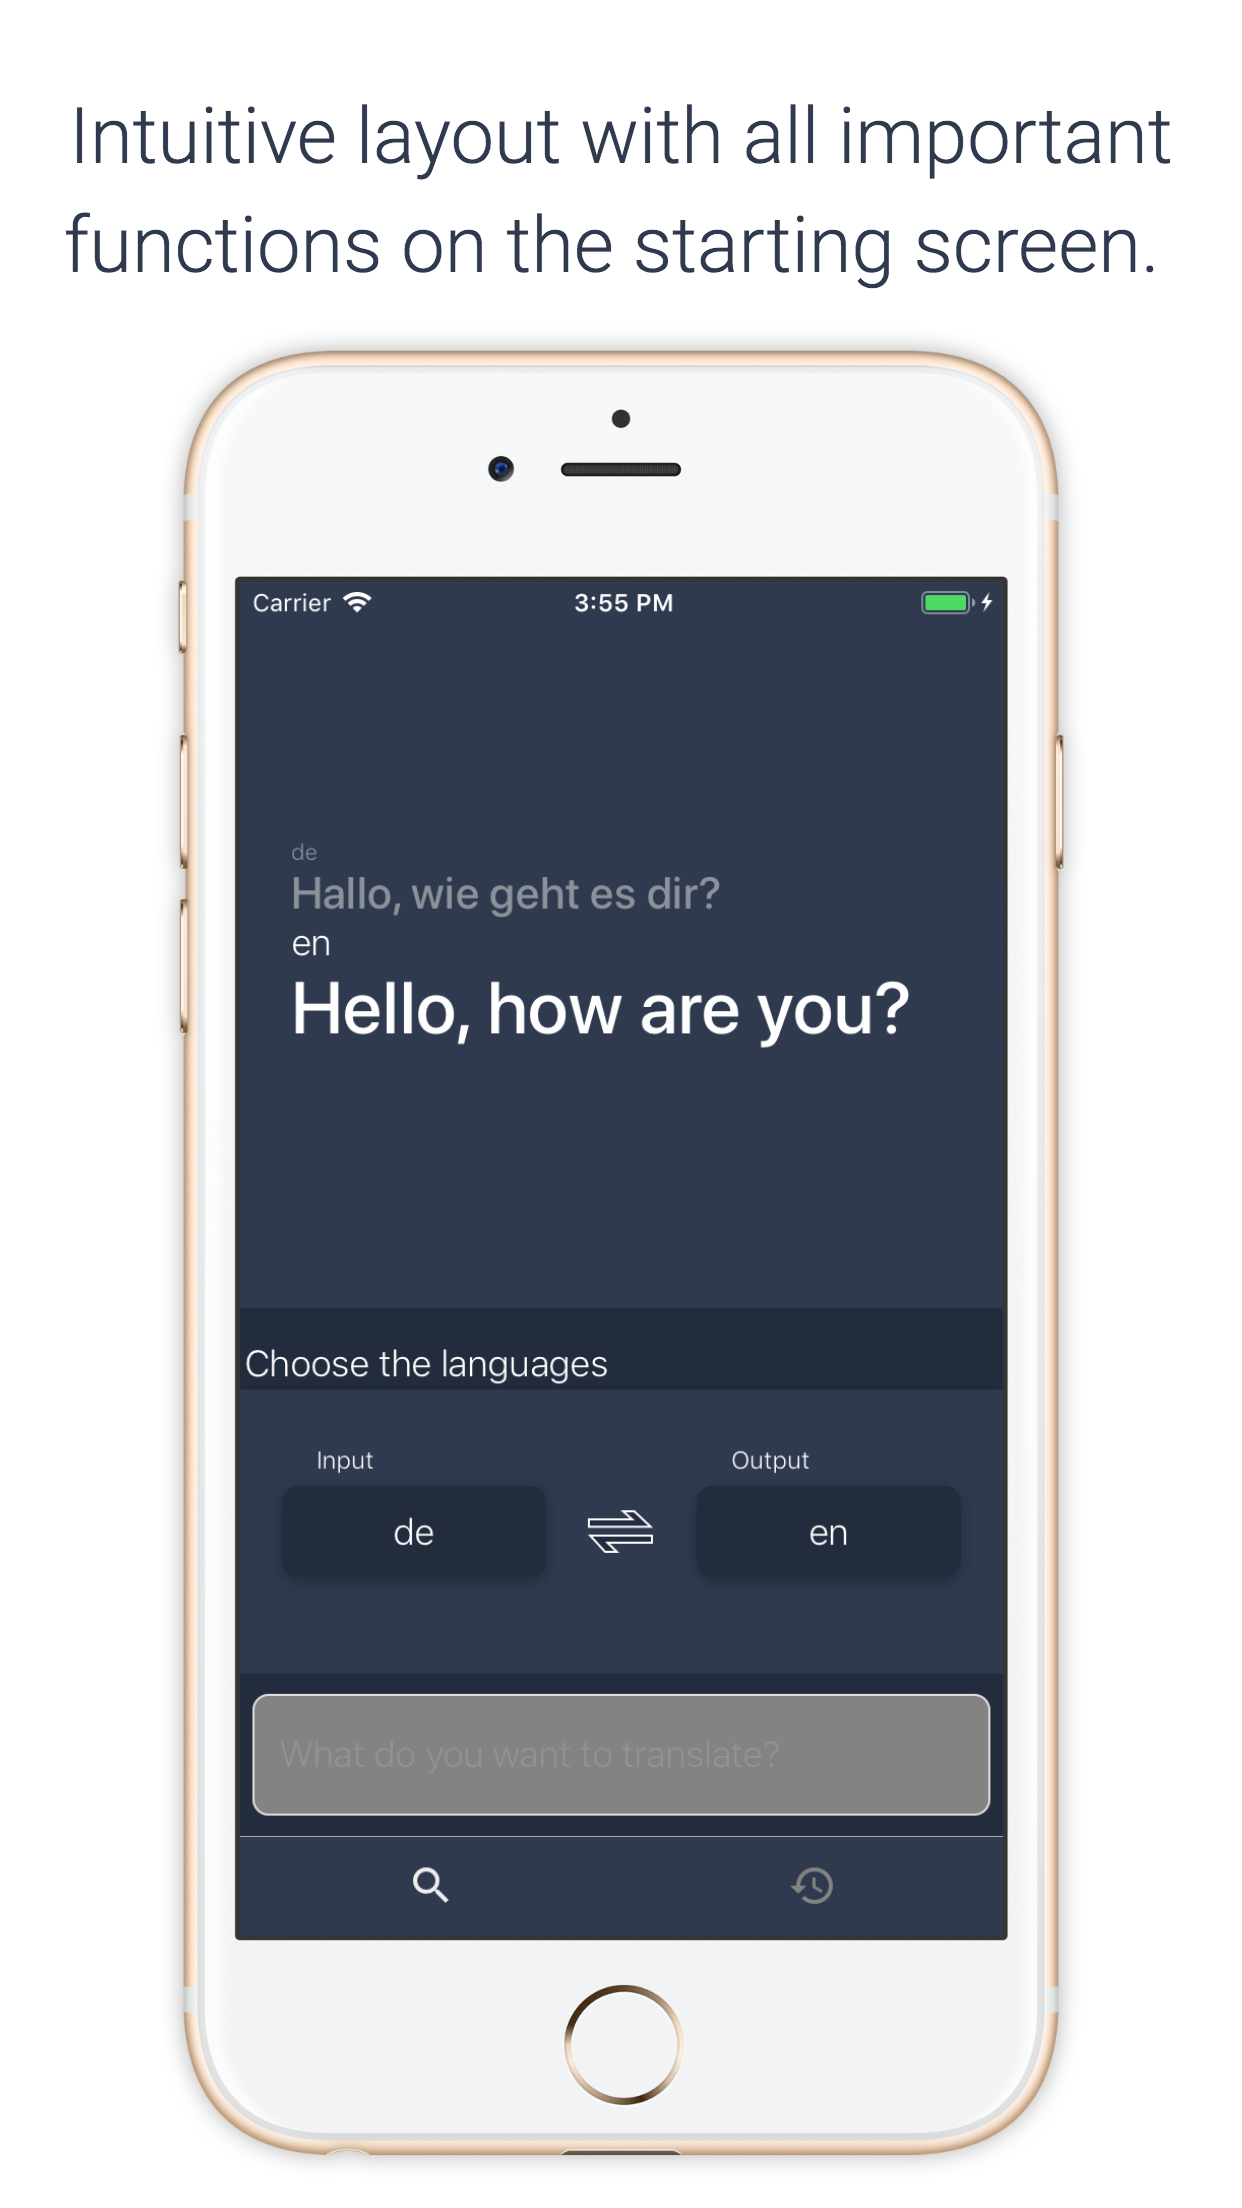 Intuitive layout with all important
functions on the starting screen.
Carrier 3:55 PM
de
Hallo, wie geht es dir?
en
Hello, how are you?
Choose the languages
Input Output
de en
What do you want to translate?